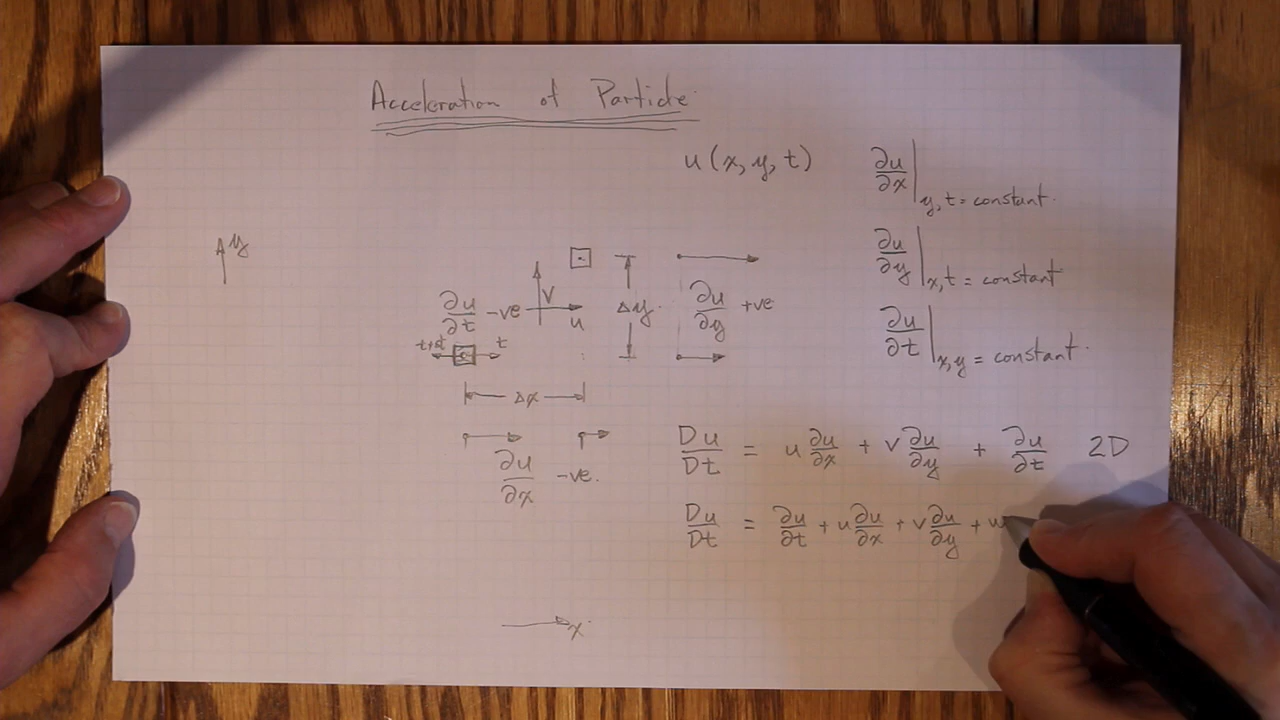 Acceleration of Particle
u(x, y, t)
∂u/∂x |y, t = constant.
y
∂u/∂y |x, t = constant
∂u/∂t -ve
V
u
Δy
∂u/∂y +ve
∂u/∂t |x, y = constant.
t+δt
t
Δx
Du/Dt = u ∂u/∂x + v ∂u/∂y + ∂u/∂t 2D
∂u/∂x -ve.
Du/Dt = ∂u/∂t + u ∂u/∂x + v ∂u/∂y + w
x